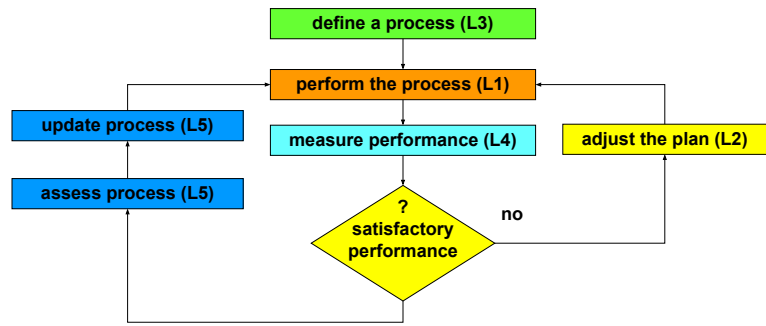 define a process (L3)
perform the process (L1)
update process (L5)
measure performance (L4)
adjust the plan (L2)
assess process (L5)
?
satisfactory
performance
no